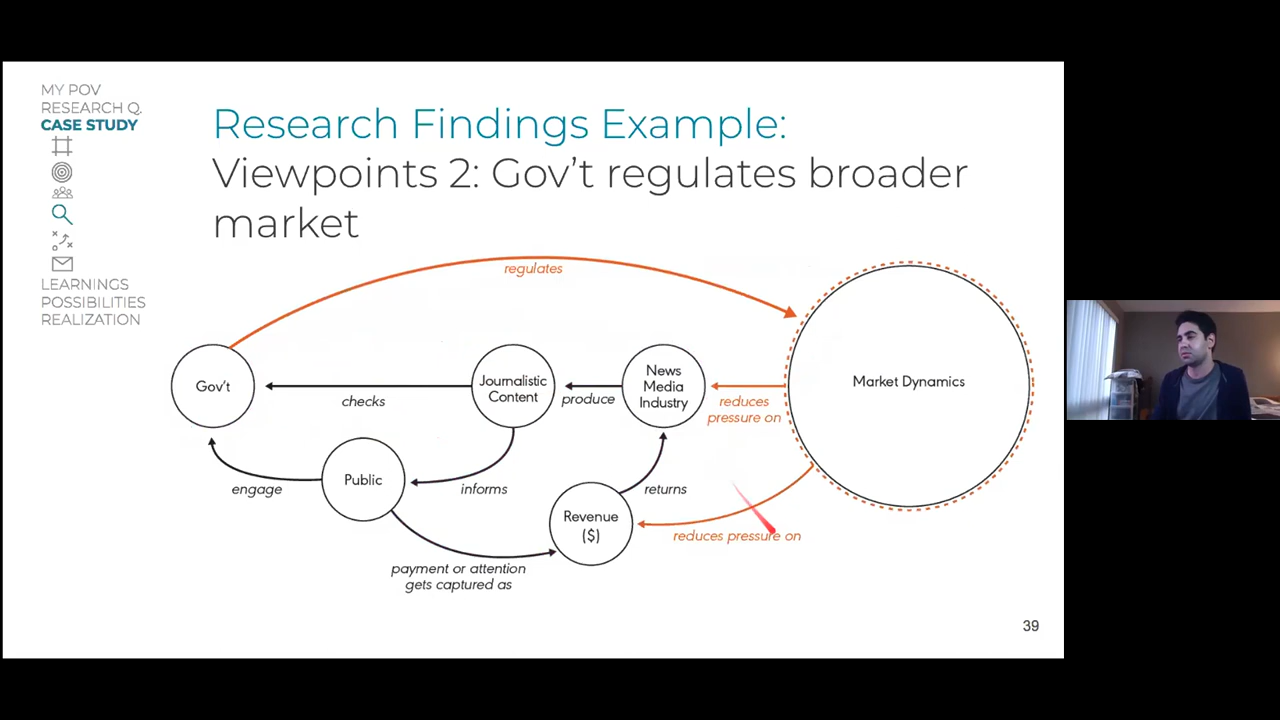 MY POV
RESEARCH Q.
CASE STUDY
LEARNINGS
POSSIBILITIES
REALIZATION
Research Findings Example:
Viewpoints 2: Gov't regulates broader
market
regulates
Gov't
checks
Journalistic
Content
produce
News
Media
Industry
reduces
pressure on
Market Dynamics
engage
Public
informs
Revenue
($)
returns
reduces pressure on
payment or attention
gets captured as
39